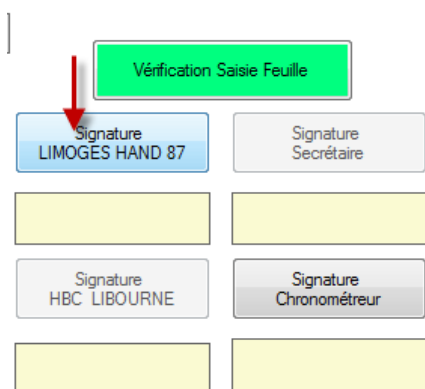 Vérification Saisie Feuille
Signature
LIMOGES HAND 87
Signature
Secrétaire
Signature
HBC LIBOURNE
Signature
Chronométreur